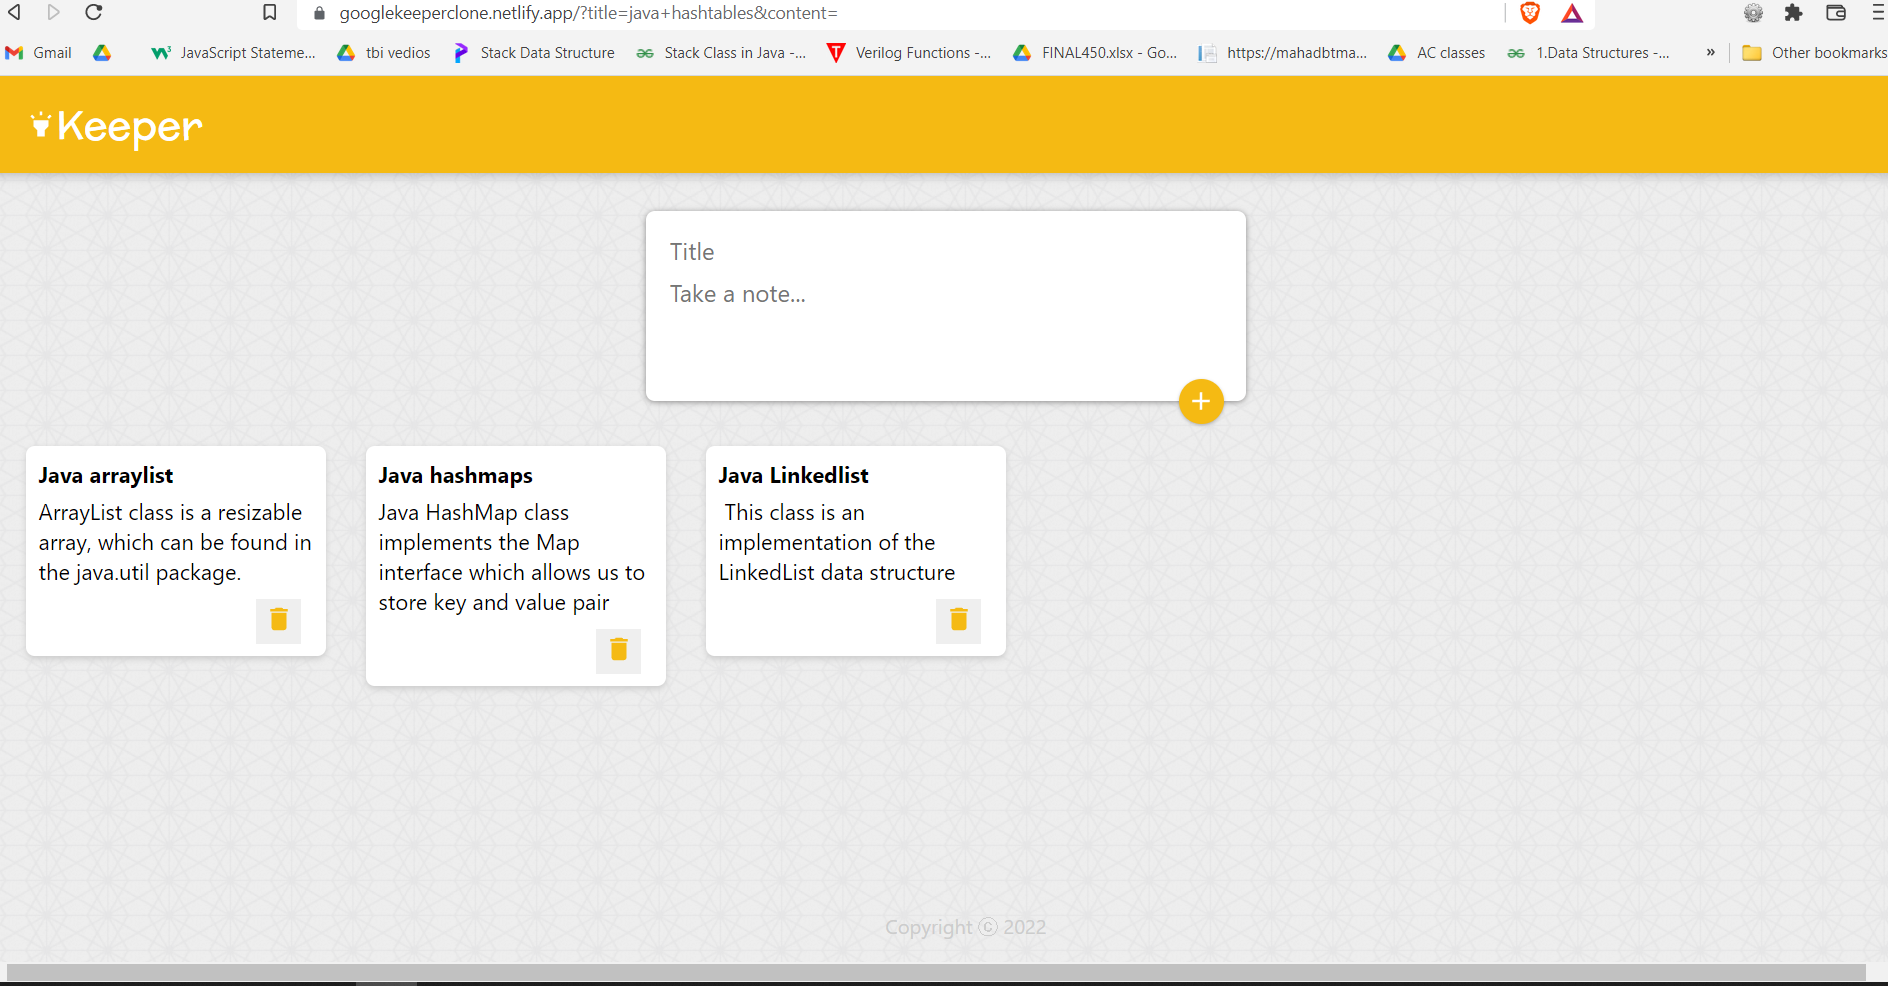 googlekeeperclone.netlify.app/?title=java+hashtables&content=
Gmail
JavaScript Stateme...
tbi vedios
Stack Data Structure
Stack Class in Java -...
Verilog Functions -...
FINAL450.xlsx - Go...
https://mahadbtma...
AC classes
1.Data Structures -...
»
Other bookmarks
Keeper
Title
Take a note...
+
Java arraylist
ArrayList class is a resizable
array, which can be found in
the java.util package.
Java hashmaps
Java HashMap class
implements the Map
interface which allows us to
store key and value pair
Java Linkedlist
This class is an
implementation of the
LinkedList data structure
Copyright ⓒ 2022